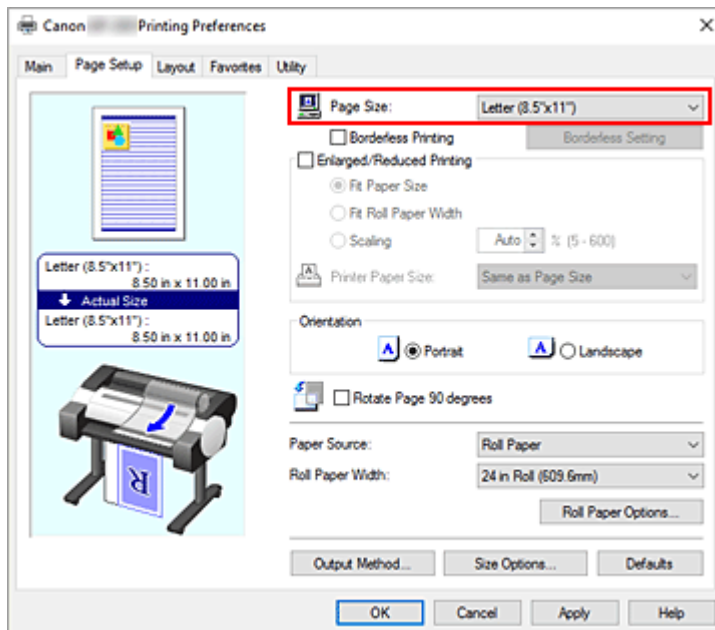 Canon Printing Preferences
Main Page Setup Layout Favorites Utility
Page Size: Letter (8.5"x11")
Borderless Printing Borderless Setting
Enlarged/Reduced Printing
Fit Paper Size
Fit Roll Paper Width
Scaling Auto % (5 - 600)
Printer Paper Size: Same as Page Size
Letter (8.5"x11") :
8.50 in x 11.00 in
Actual Size
Letter (8.5"x11") :
8.50 in x 11.00 in
Orientation
A Portrait A Landscape
Rotate Page 90 degrees
Paper Source: Roll Paper
Roll Paper Width: 24 in Roll (609.6mm)
Roll Paper Options...
R
Output Method... Size Options... Defaults
OK Cancel Apply Help